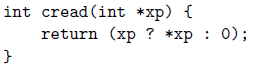 int cread(int *xp) {
    return (xp ? *xp : 0);
}